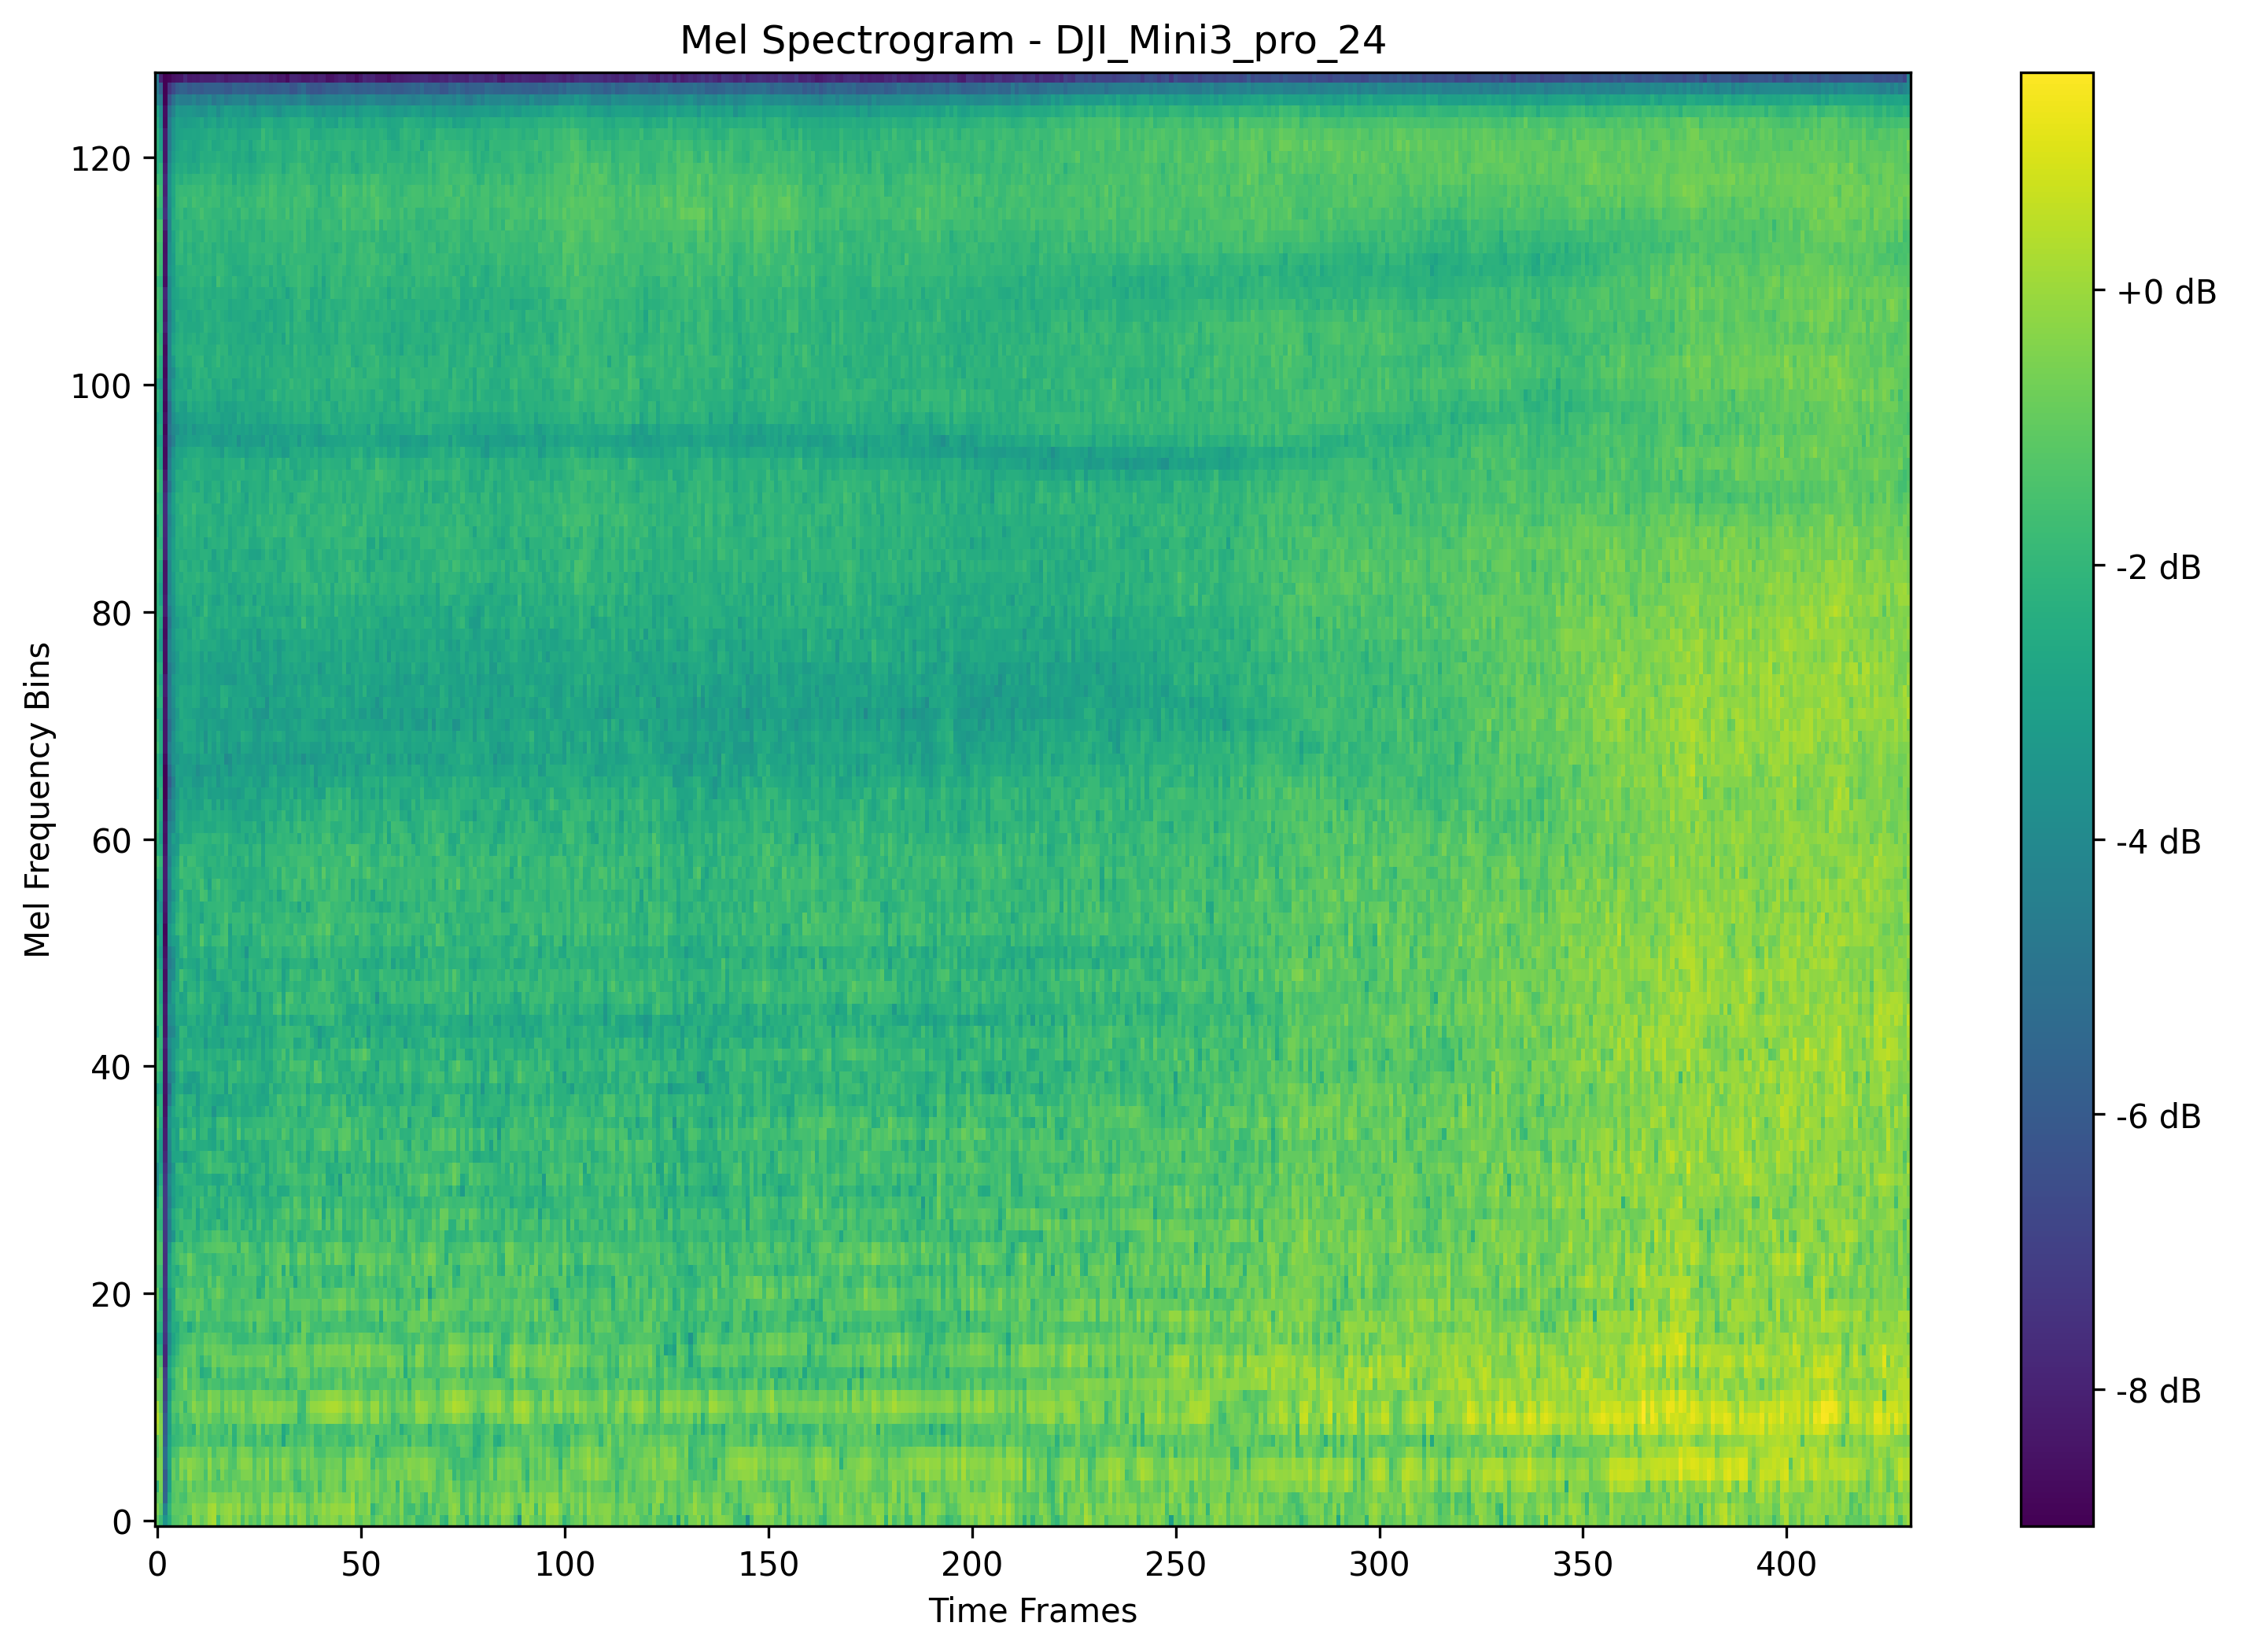 Mel Spectrogram - DJI_Mini3_pro_24
120
100
80
60
40
20
0
Mel Frequency Bins
0 50 100 150 200 250 300 350 400
Time Frames
+0 dB
-2 dB
-4 dB
-6 dB
-8 dB